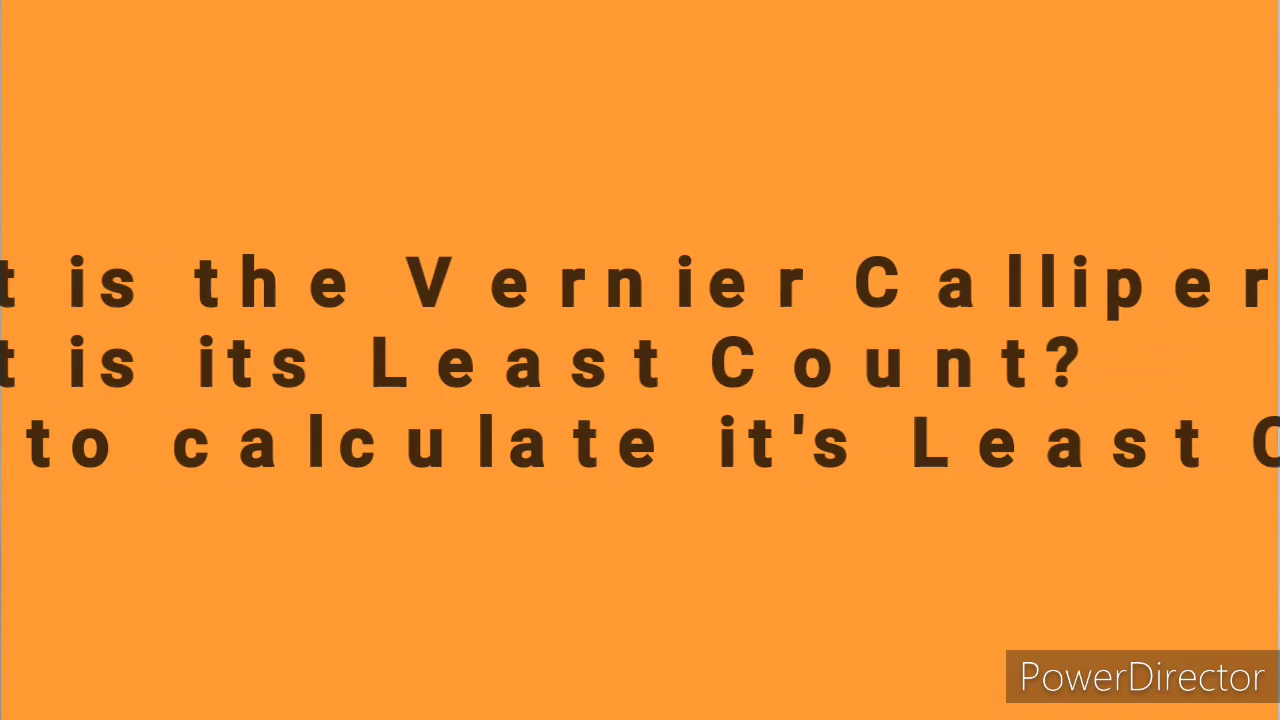 t is the Vernier Calliper
t is its Least Count?
to calculate it's Least C
PowerDirector